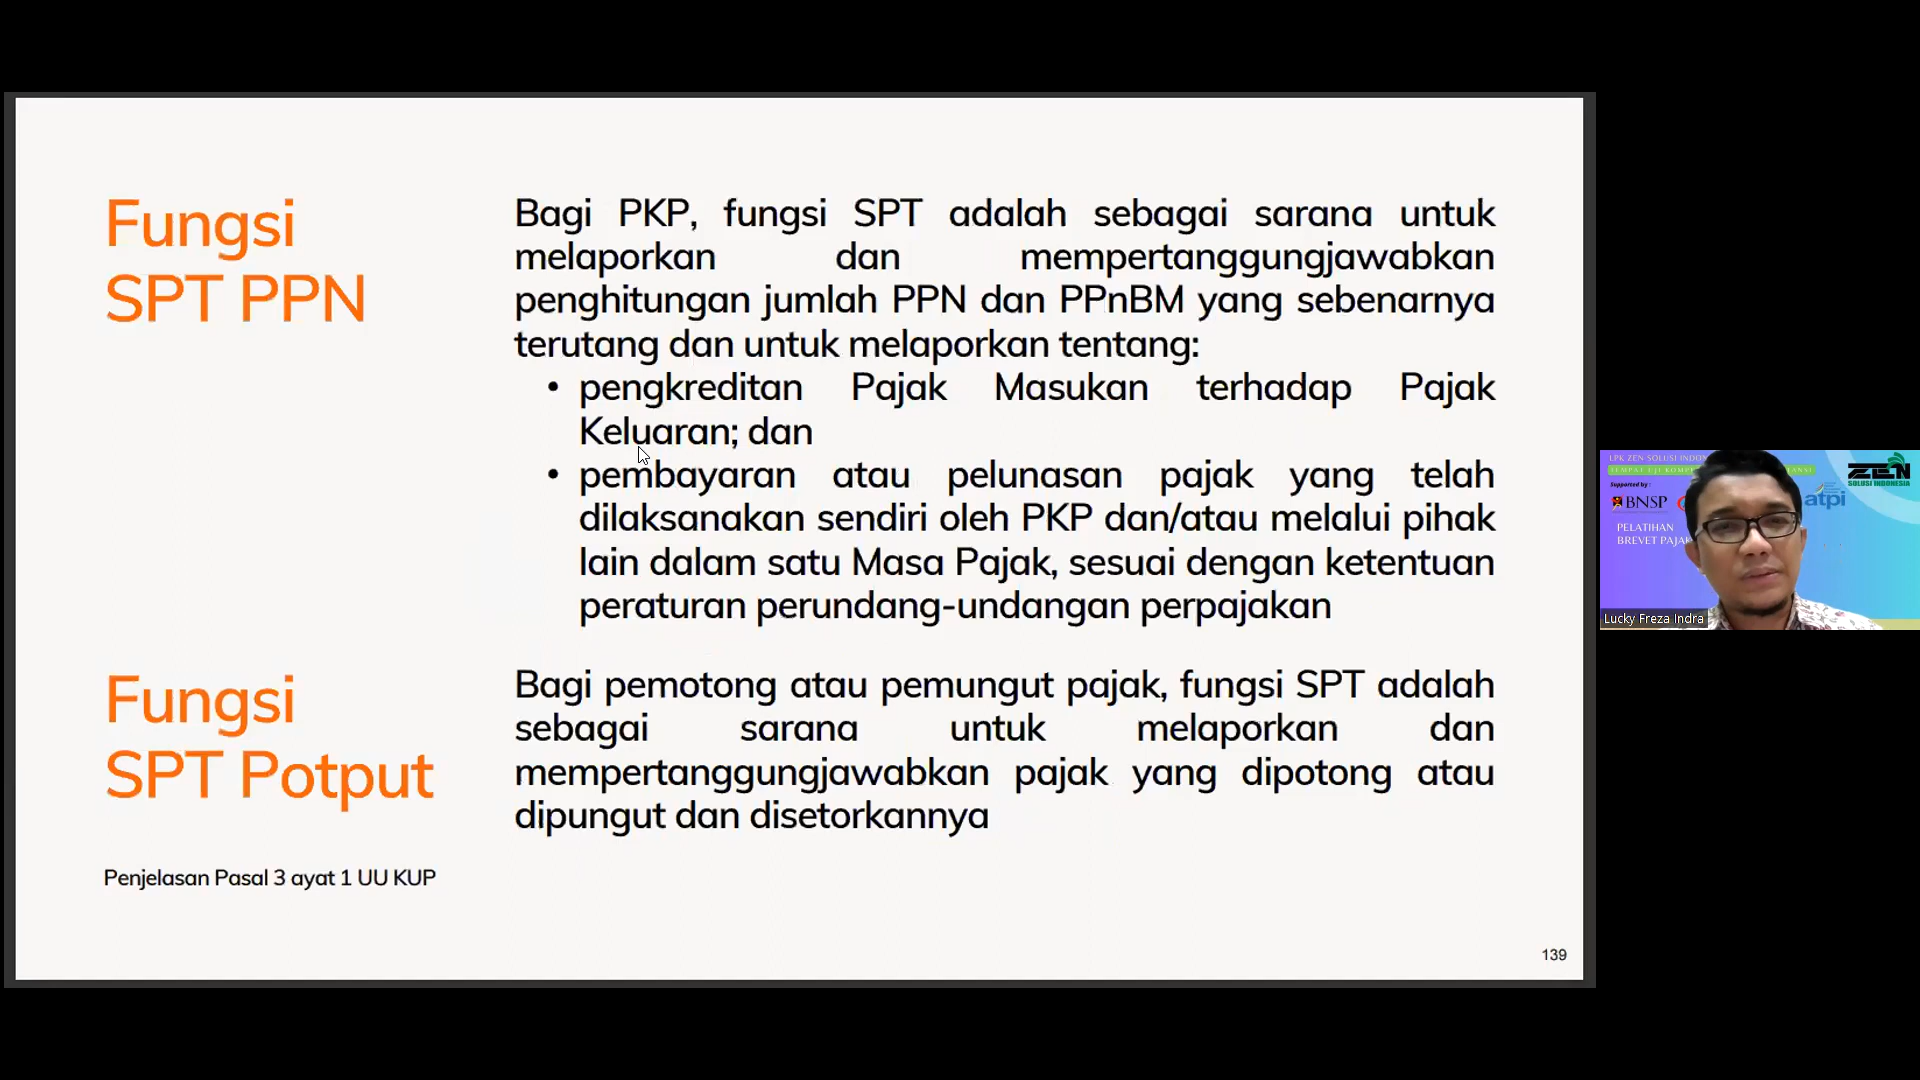 Fungsi
SPT PPN
Bagi PKP, fungsi SPT adalah sebagai sarana untuk
melaporkan dan mempertanggungjawabkan
penghitungan jumlah PPN dan PPnBM yang sebenarnya
terutang dan untuk melaporkan tentang:
• pengkreditan Pajak Masukan terhadap Pajak
Keluaran; dan
• pembayaran atau pelunasan pajak yang telah
dilaksanakan sendiri oleh PKP dan/atau melalui pihak
lain dalam satu Masa Pajak, sesuai dengan ketentuan
peraturan perundang-undangan perpajakan
Fungsi
SPT Potput
Bagi pemotong atau pemungut pajak, fungsi SPT adalah
sebagai sarana untuk melaporkan dan
mempertanggungjawabkan pajak yang dipotong atau
dipungut dan disetorkannya
Penjelasan Pasal 3 ayat 1 UU KUP
139
LPK ZEN SOLUSI INDON
TEMPAT UJI KOMP
Supported by :
BNSP
atpi
ZEN
SOLUSI INDONESIA
PELATIHAN
BREVET PAJAK
Lucky Freza Indra